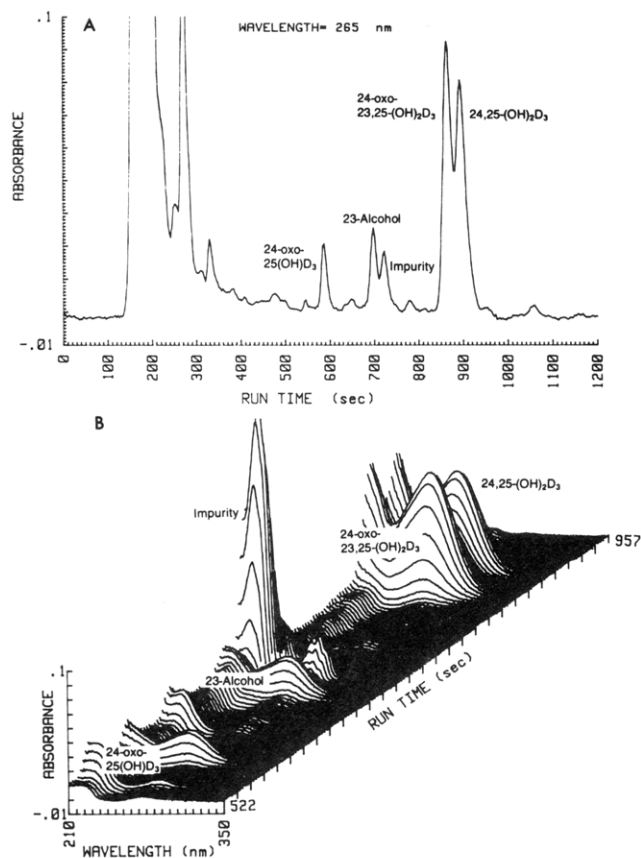 A
WAVELENGTH= 265 nm
.1
ABSORBANCE
-.01
24-oxo-
23,25-(OH)₂D₃
24,25-(OH)₂D₃
23-Alcohol
24-oxo-
25(OH)D₃
Impurity
0 100 200 300 400 500 600 700 800 900 1000 1100 1200
RUN TIME (sec)
B
Impurity
24,25-(OH)₂D₃
24-oxo-
23,25-(OH)₂D₃
957
23-Alcohol
RUN TIME (sec)
.1
ABSORBANCE
-.01
24-oxo-
25(OH)D₃
522
210
350
WAVELENGTH (nm)